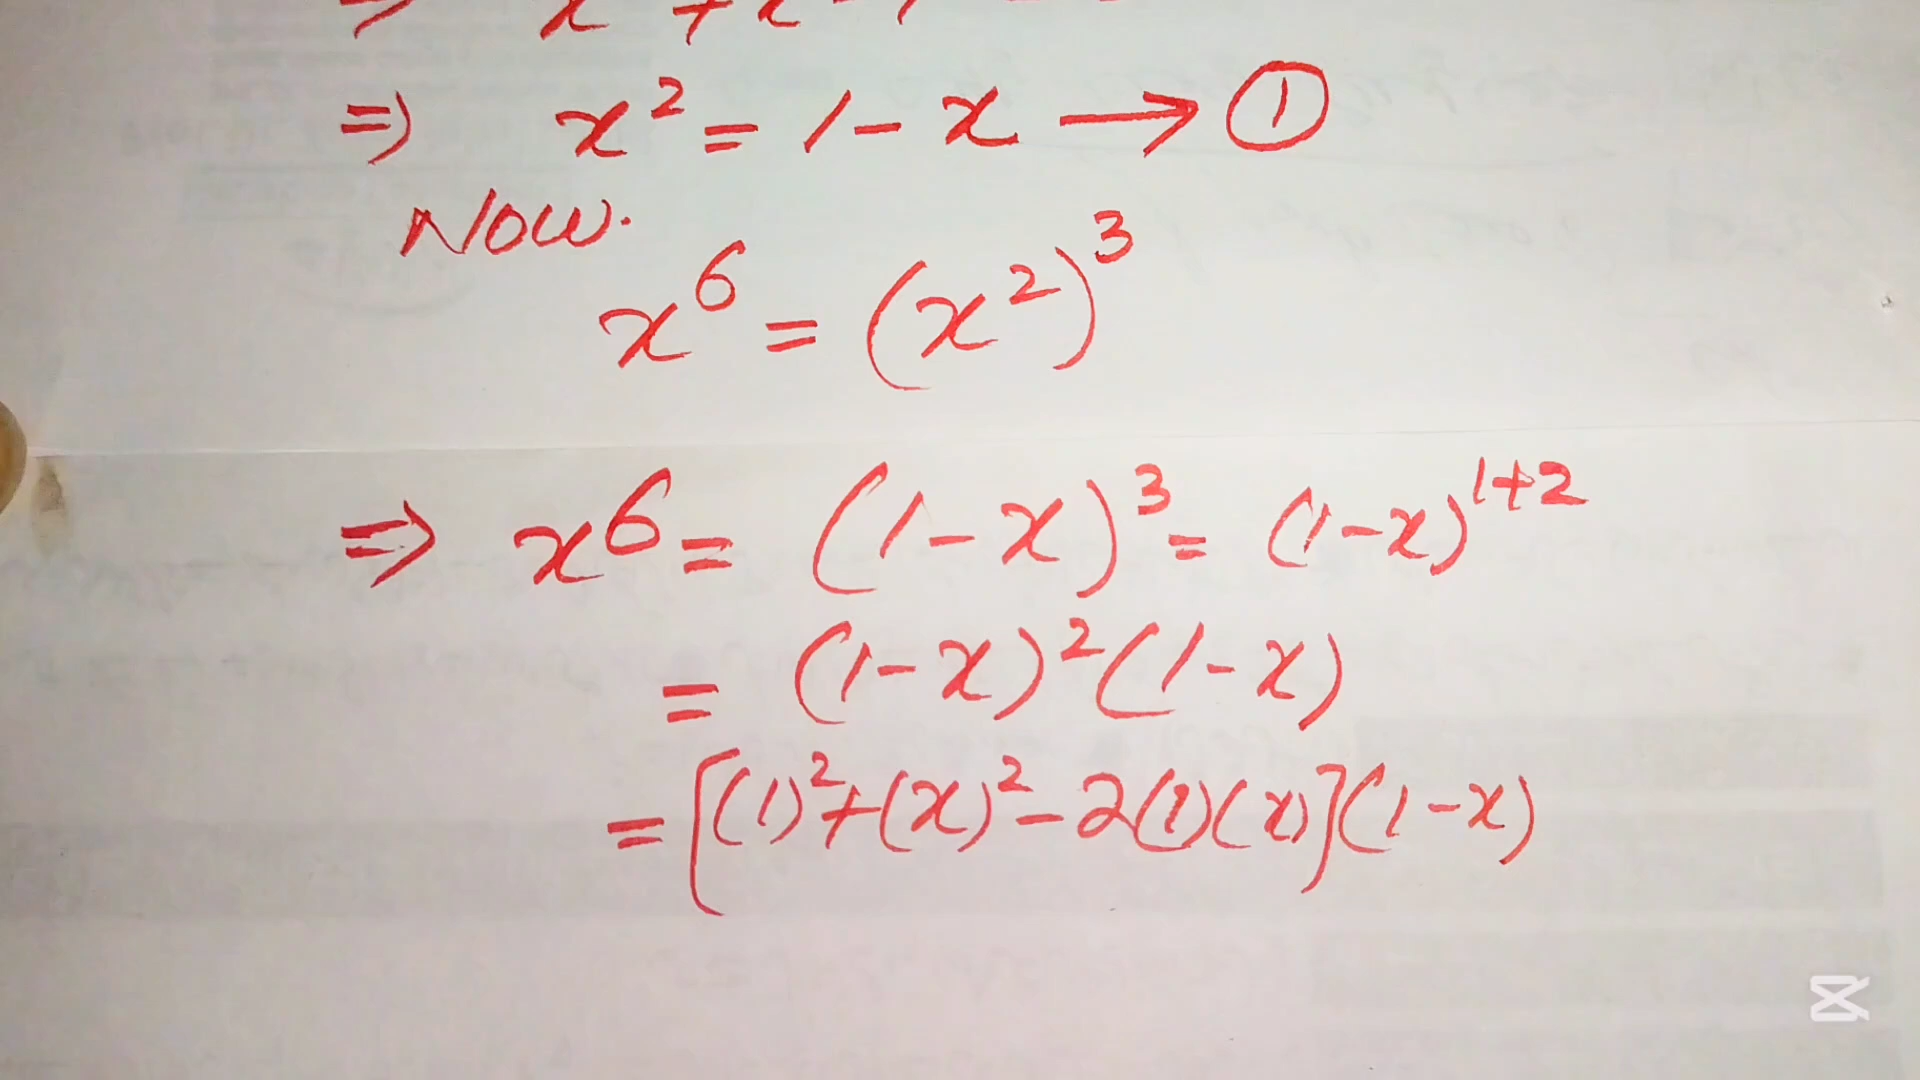 => x² = 1 - x → ①
Now.
x⁶ = (x²)³
=> x⁶ = (1 - x)³ = (1-x)¹⁺²
= (1 - x)² (1 - x)
= [(1)² + (x)² - 2(1)(x)](1 - x)